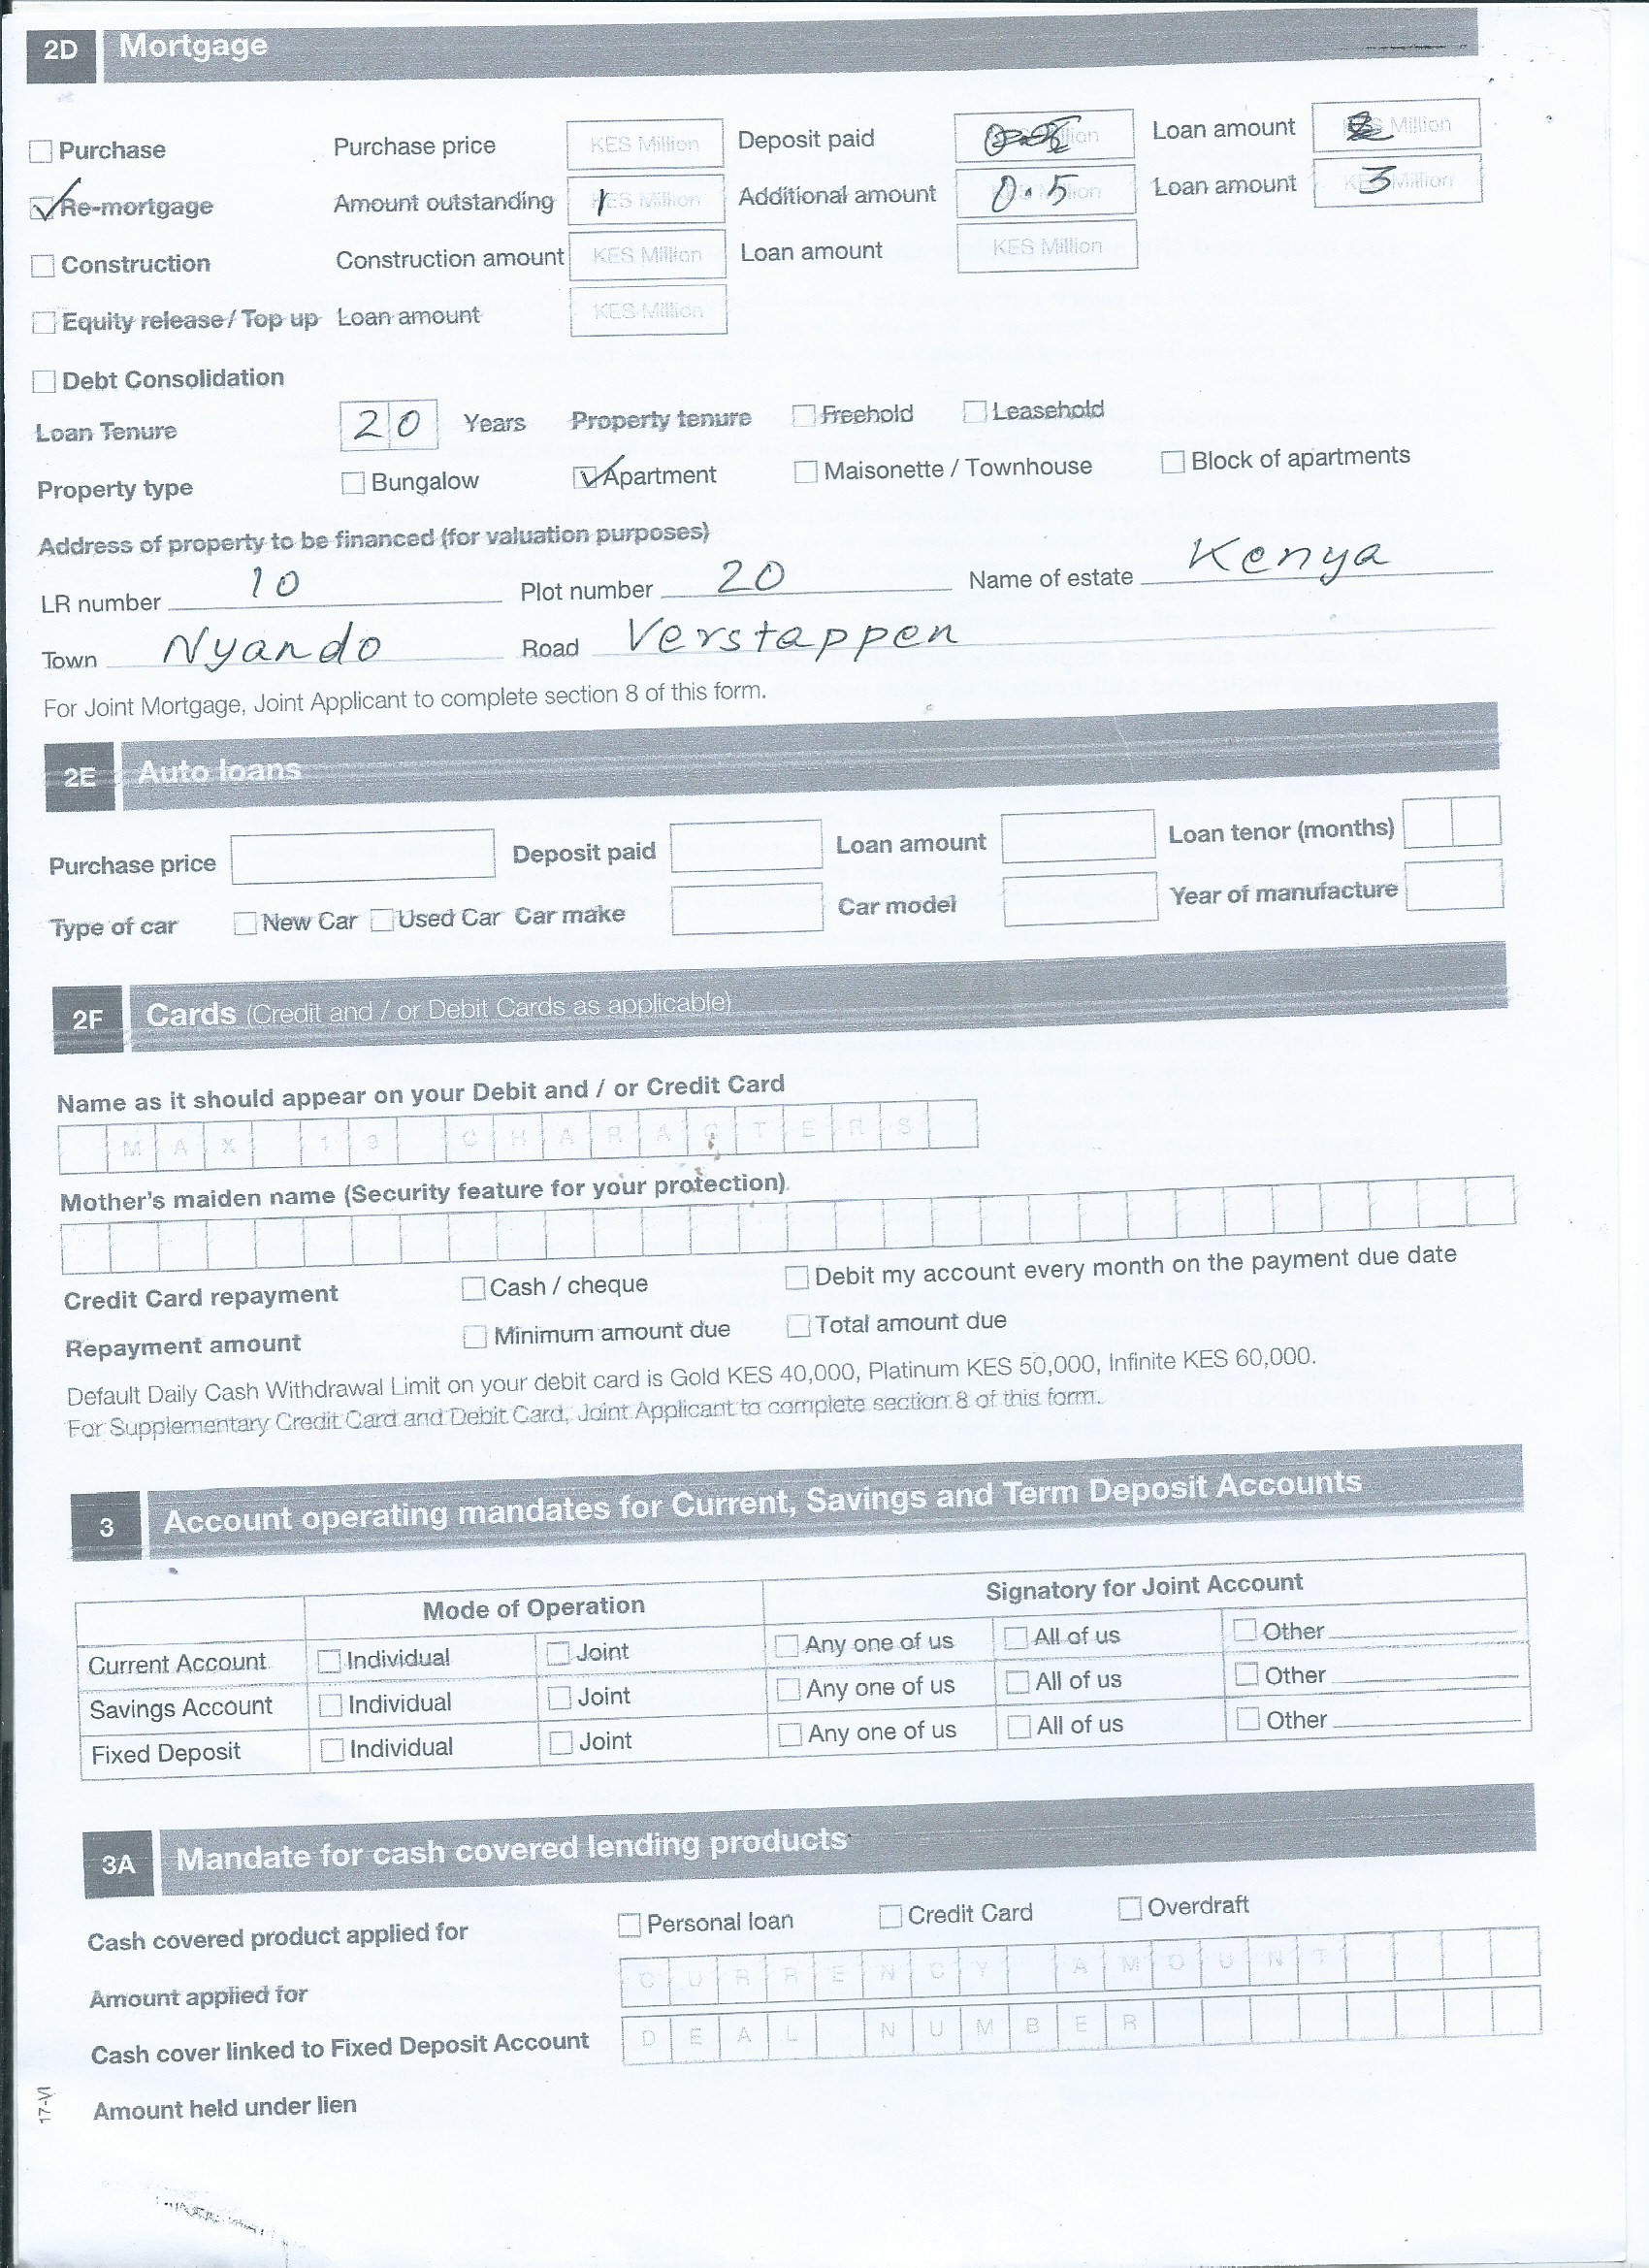 2D Mortgage
Purchase Purchase price KES Million Deposit paid Loan amount Million
Re-mortgage Amount outstanding 1 KES Million Additional amount 0.5 Loan amount 3 Million
Construction Construction amount KES Million Loan amount KES Million
Equity release / Top up Loan amount KES Million
Debt Consolidation
Loan Tenure 20 Years Property tenure Freehold Leasehold
Property type Bungalow Apartment Maisonette / Townhouse Block of apartments
Address of property to be financed (for valuation purposes)
LR number 10 Plot number 20 Name of estate Kenya
Town Nyando Road Verstappen
For Joint Mortgage, Joint Applicant to complete section 8 of this form.
2E Auto loans
Purchase price Deposit paid Loan amount Loan tenor (months)
Type of car New Car Used Car Car make Car model Year of manufacture
2F Cards (Credit and / or Debit Cards as applicable)
Name as it should appear on your Debit and / or Credit Card
MAX 19 CHARACTERS
Mother's maiden name (Security feature for your protection)
Credit Card repayment Cash / cheque Debit my account every month on the payment due date
Repayment amount Minimum amount due Total amount due
Default Daily Cash Withdrawal Limit on your debit card is Gold KES 40,000, Platinum KES 50,000, Infinite KES 60,000.
For Supplementary Credit Card and Debit Card, Joint Applicant to complete section 8 of this form.
3 Account operating mandates for Current, Savings and Term Deposit Accounts
Mode of Operation Signatory for Joint Account
Current Account Individual Joint Any one of us All of us Other
Savings Account Individual Joint Any one of us All of us Other
Fixed Deposit Individual Joint Any one of us All of us Other
3A Mandate for cash covered lending products
Cash covered product applied for Personal loan Credit Card Overdraft
Amount applied for CURRENCY AMOUNT
Cash cover linked to Fixed Deposit Account DEAL NUMBER
Amount held under lien
17-VI